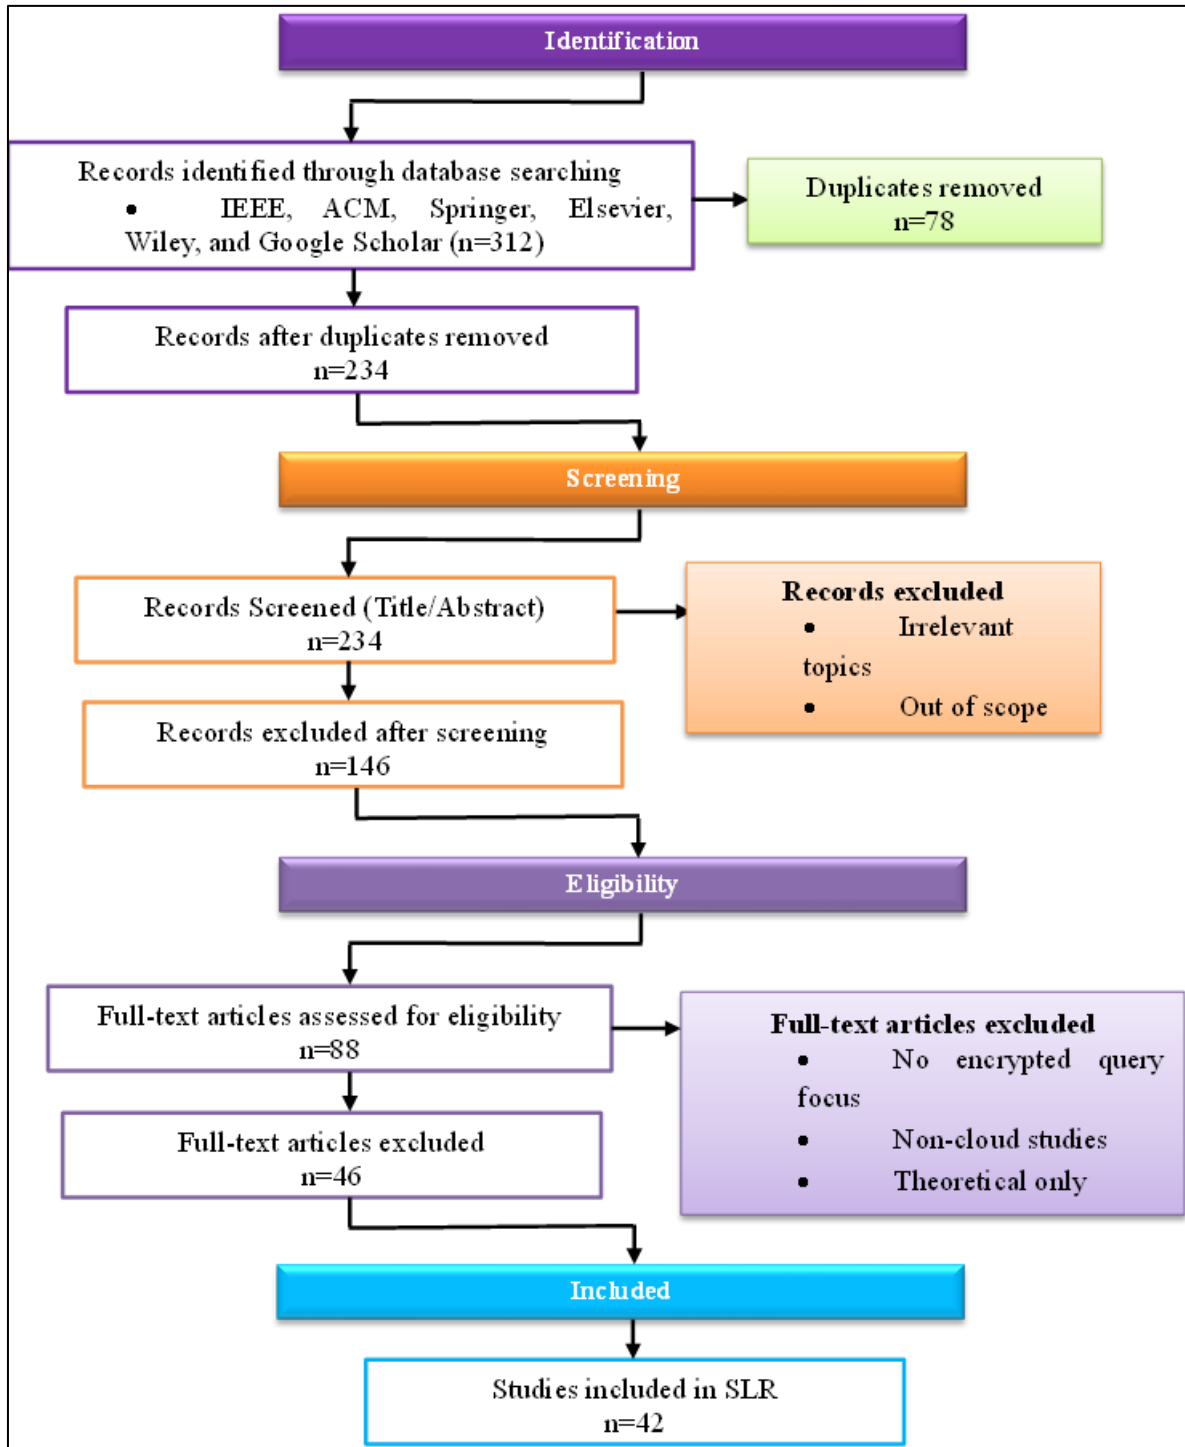 Identification
Records identified through database searching
• IEEE, ACM, Springer, Elsevier,
Wiley, and Google Scholar (n=312)
Duplicates removed
n=78
Records after duplicates removed
n=234
Screening
Records Screened (Title/Abstract)
n=234
Records excluded
• Irrelevant
topics
• Out of scope
Records excluded after screening
n=146
Eligibility
Full-text articles assessed for eligibility
n=88
Full-text articles excluded
• No encrypted query
focus
• Non-cloud studies
• Theoretical only
Full-text articles excluded
n=46
Included
Studies included in SLR
n=42